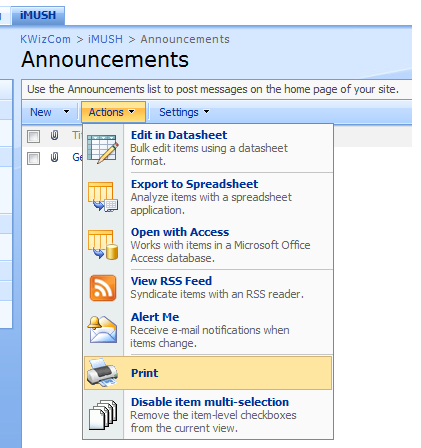 iMUSH
KWizCom > iMUSH > Announcements
Announcements
Use the Announcements list to post messages on the home page of your site.
New Actions Settings
Edit in Datasheet
Bulk edit items using a datasheet
format.
Export to Spreadsheet
Analyze items with a spreadsheet
application.
Open with Access
Works with items in a Microsoft Office
Access database.
View RSS Feed
Syndicate items with an RSS reader.
Alert Me
Receive e-mail notifications when
items change.
Print
Disable item multi-selection
Remove the item-level checkboxes
from the current view.